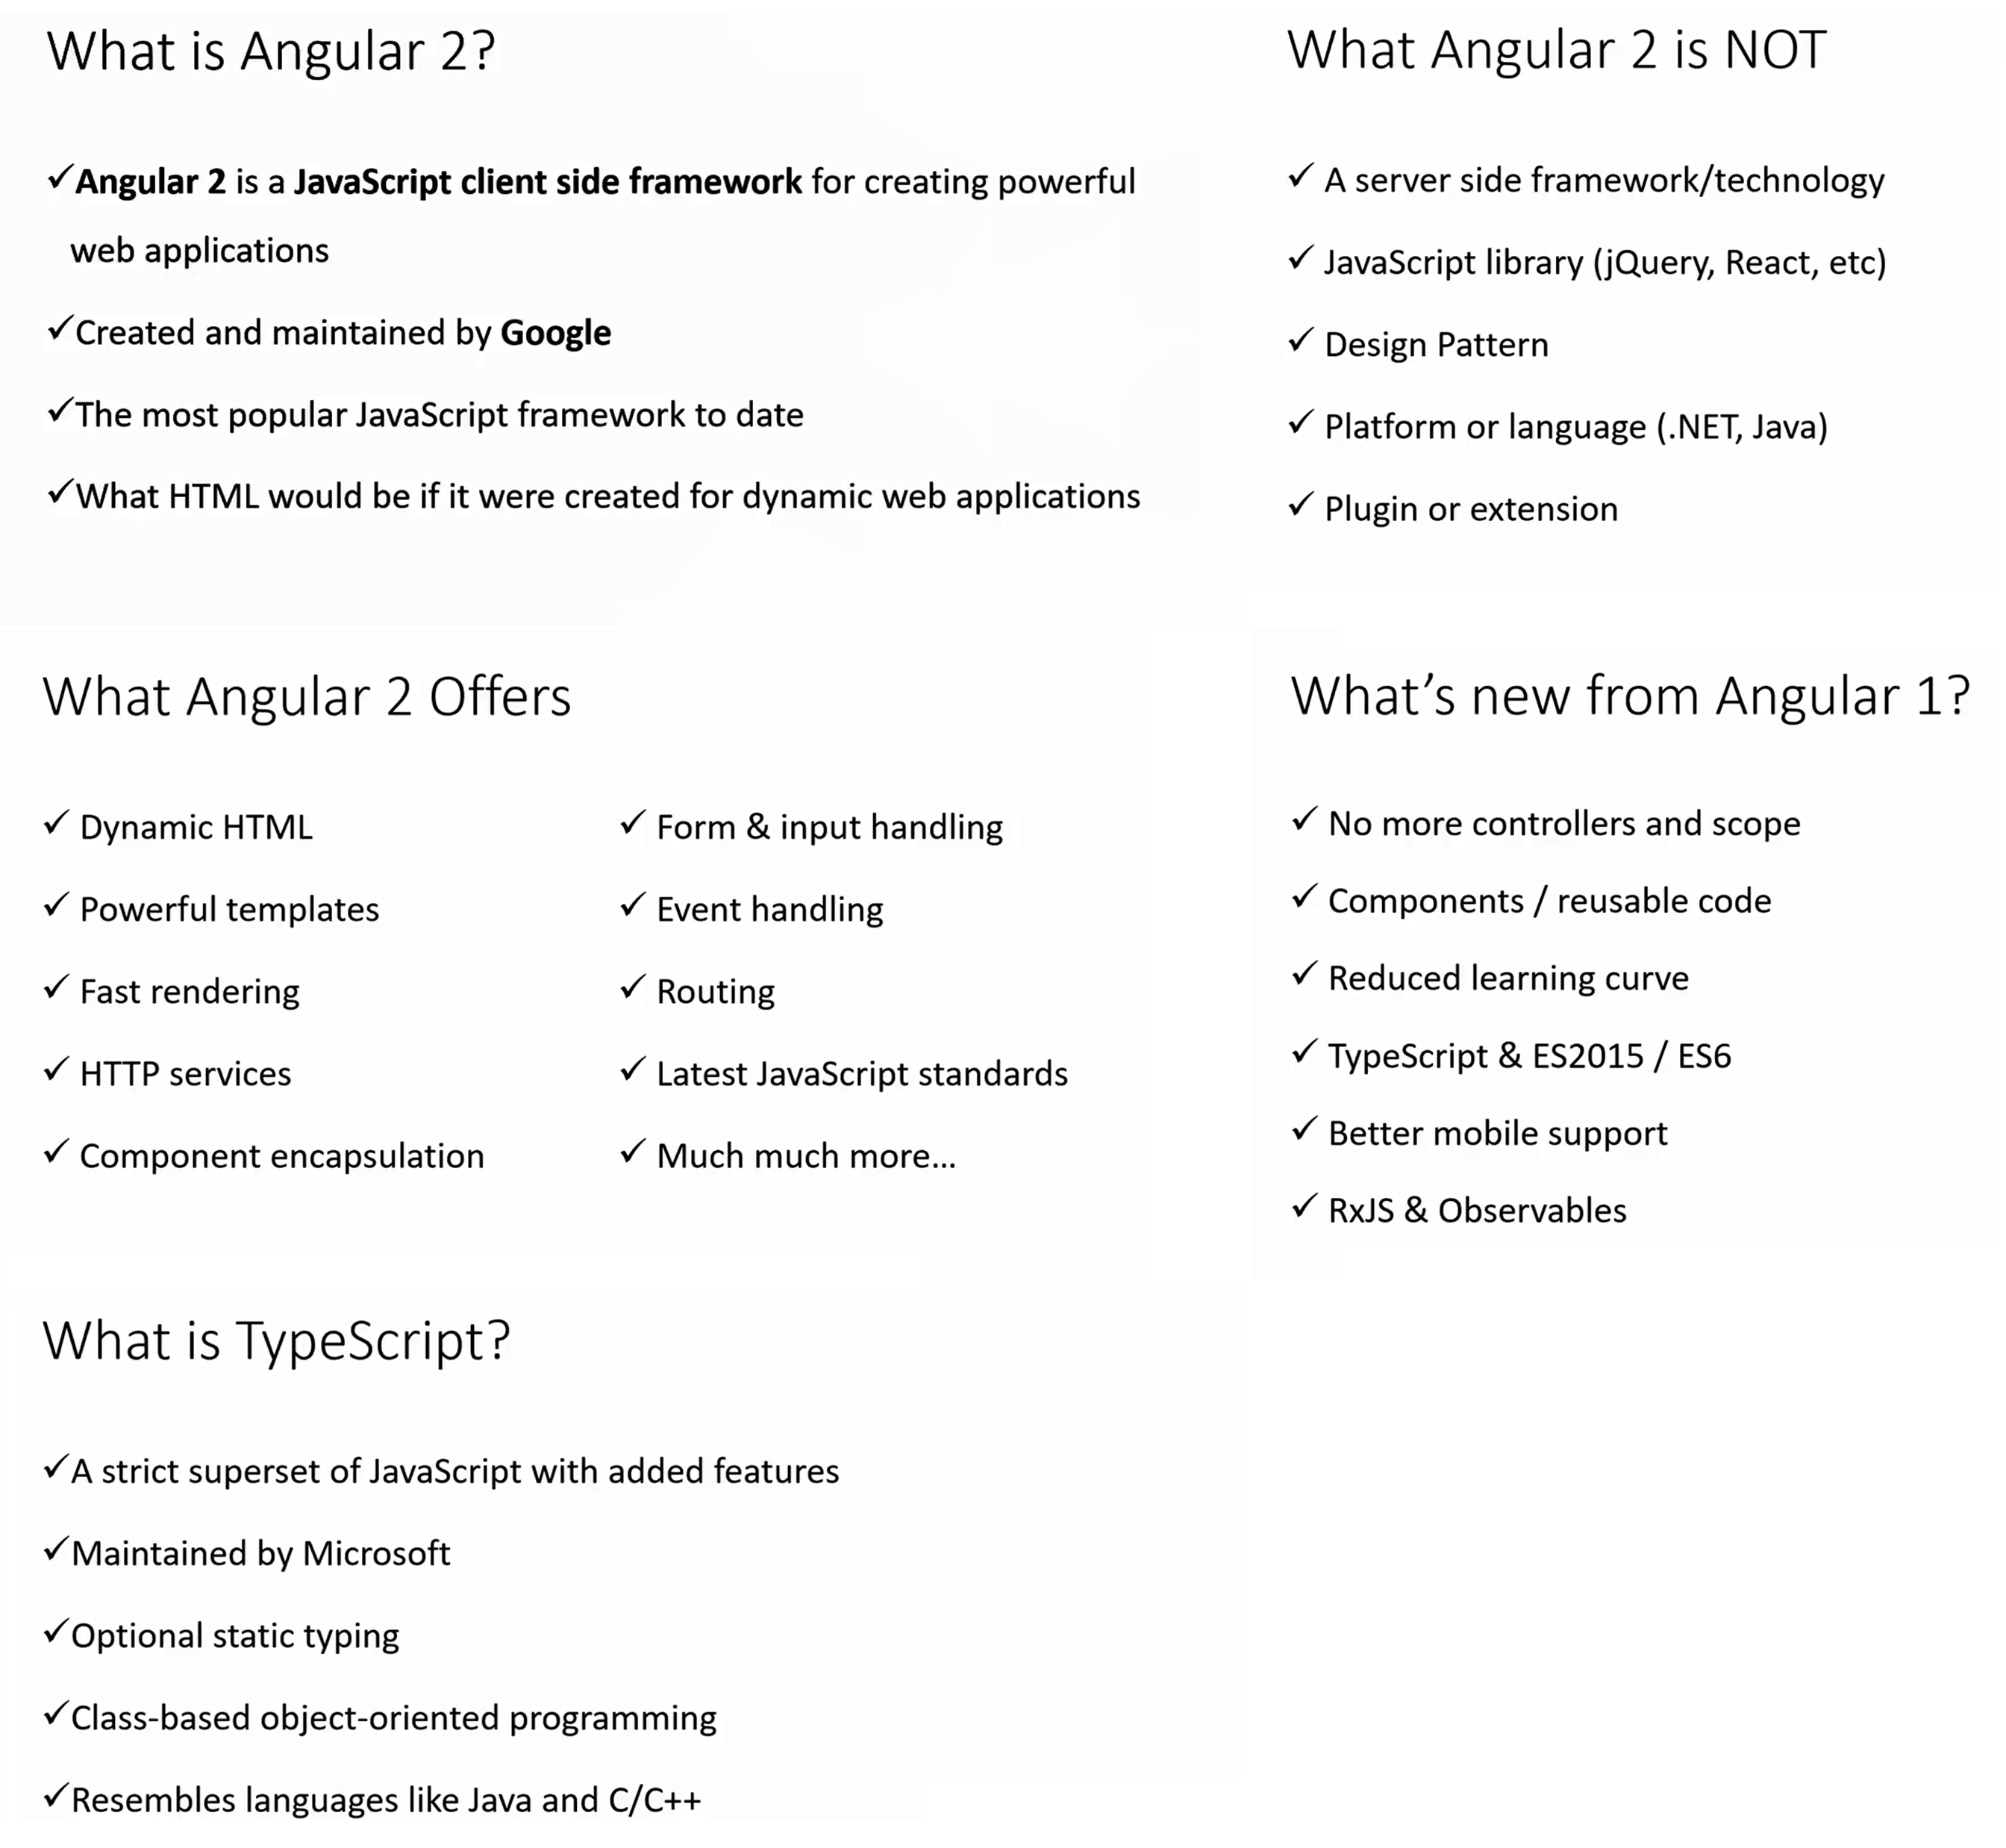 What is Angular 2?
✓Angular 2 is a JavaScript client side framework for creating powerful
web applications
✓Created and maintained by Google
✓The most popular JavaScript framework to date
✓What HTML would be if it were created for dynamic web applications
What Angular 2 is NOT
✓ A server side framework/technology
✓ JavaScript library (jQuery, React, etc)
✓ Design Pattern
✓ Platform or language (.NET, Java)
✓ Plugin or extension
What Angular 2 Offers
✓ Dynamic HTML
✓ Powerful templates
✓ Fast rendering
✓ HTTP services
✓ Component encapsulation
✓ Form & input handling
✓ Event handling
✓ Routing
✓ Latest JavaScript standards
✓ Much much more...
What's new from Angular 1?
✓ No more controllers and scope
✓ Components / reusable code
✓ Reduced learning curve
✓ TypeScript & ES2015 / ES6
✓ Better mobile support
✓ RxJS & Observables
What is TypeScript?
✓A strict superset of JavaScript with added features
✓Maintained by Microsoft
✓Optional static typing
✓Class-based object-oriented programming
✓Resembles languages like Java and C/C++